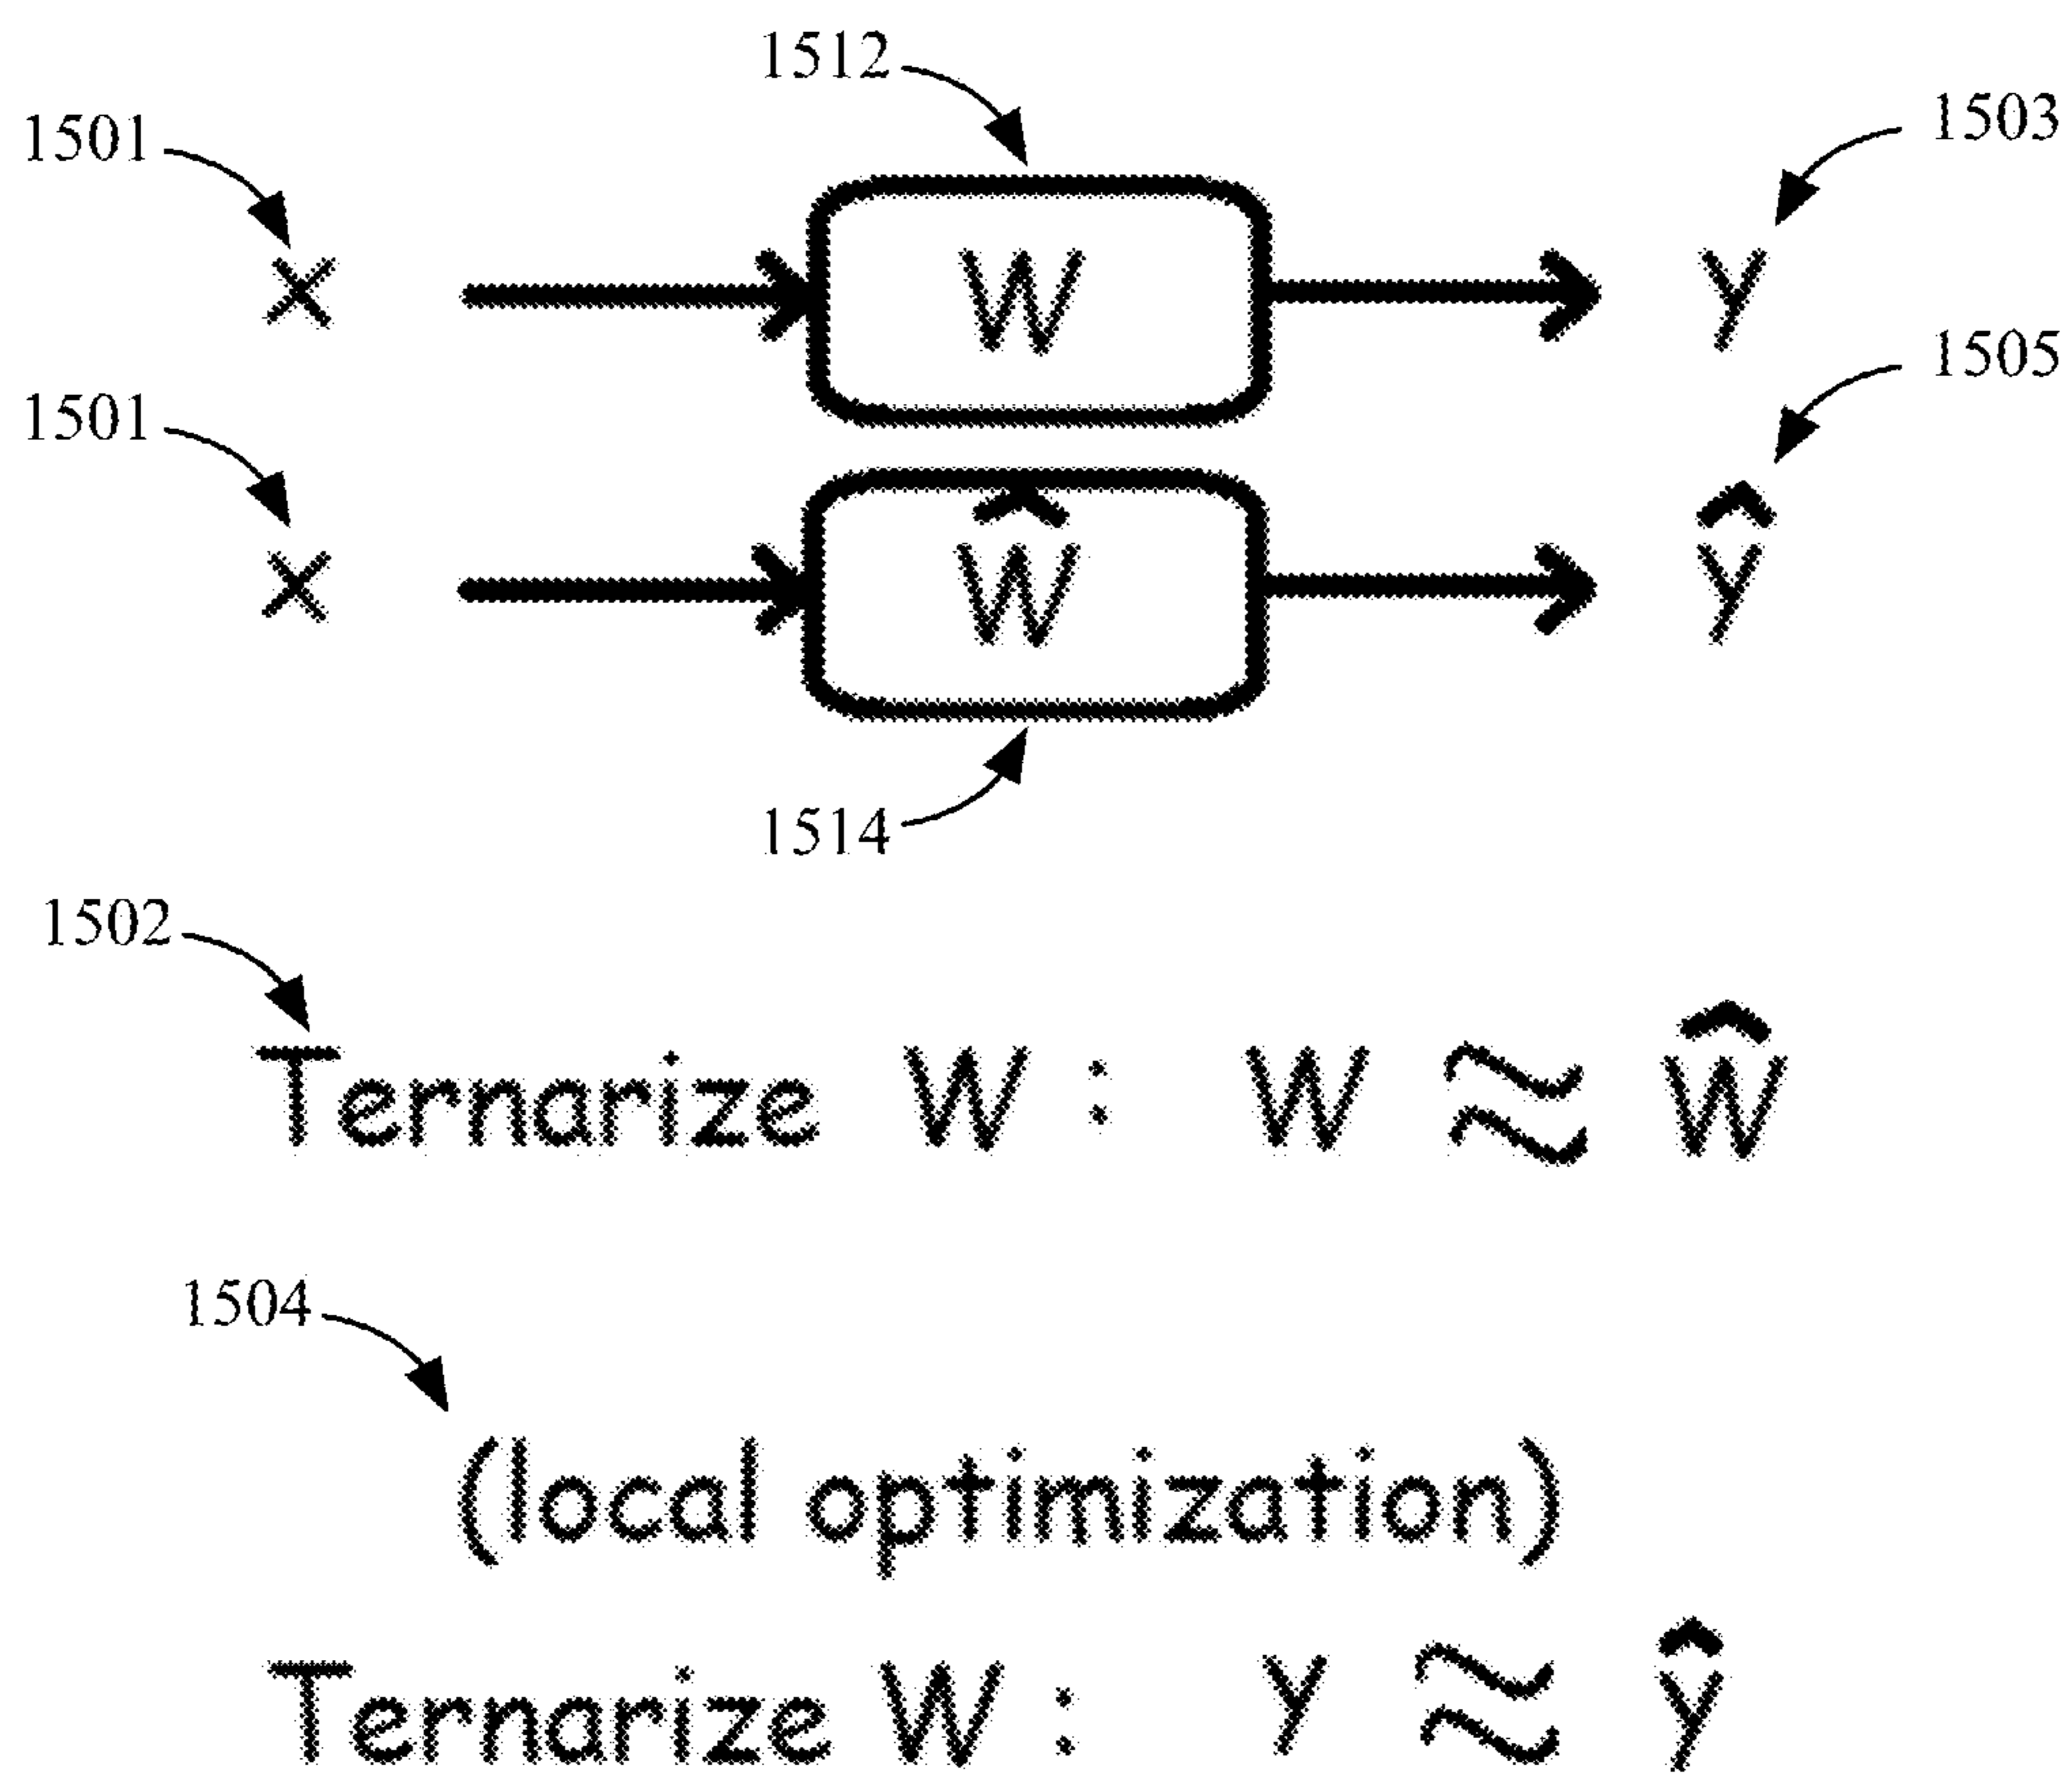 1512
1501 1503
x W y
1505
1501
x Ŵ ŷ
1514
1502
Ternarize W : W ≈ Ŵ
1504
(local optimization)
Ternarize W : y ≈ ŷ